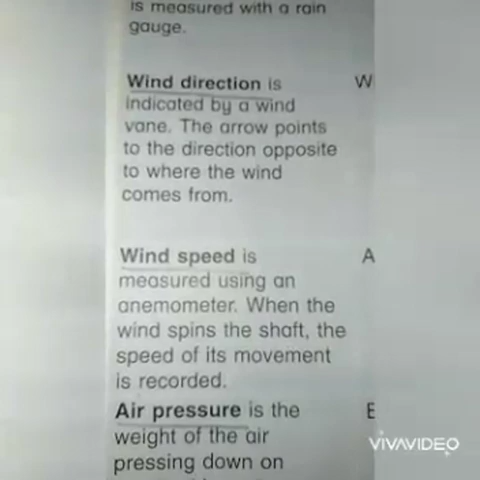 is measured with a rain
gauge.
Wind direction is
indicated by a wind
vane. The arrow points
to the direction opposite
to where the wind
comes from.
W
Wind speed is
measured using an
anemometer. When the
wind spins the shaft, the
speed of its movement
is recorded.
A
Air pressure is the
weight of the air
pressing down on
VIVAVIDEO